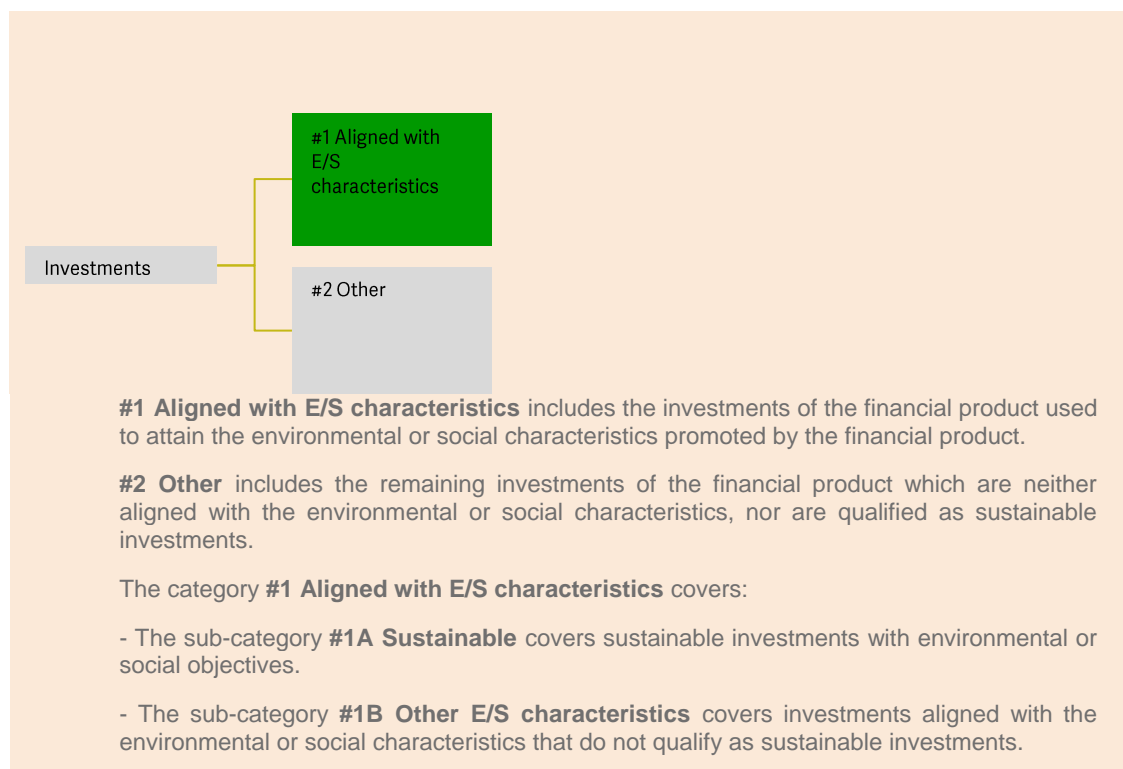 #1 Aligned with
E/S
characteristics
Investments
#2 Other
#1 Aligned with E/S characteristics includes the investments of the financial product used
to attain the environmental or social characteristics promoted by the financial product.
#2 Other includes the remaining investments of the financial product which are neither
aligned with the environmental or social characteristics, nor are qualified as sustainable
investments.
The category #1 Aligned with E/S characteristics covers:
- The sub-category #1A Sustainable covers sustainable investments with environmental or
social objectives.
- The sub-category #1B Other E/S characteristics covers investments aligned with the
environmental or social characteristics that do not qualify as sustainable investments.